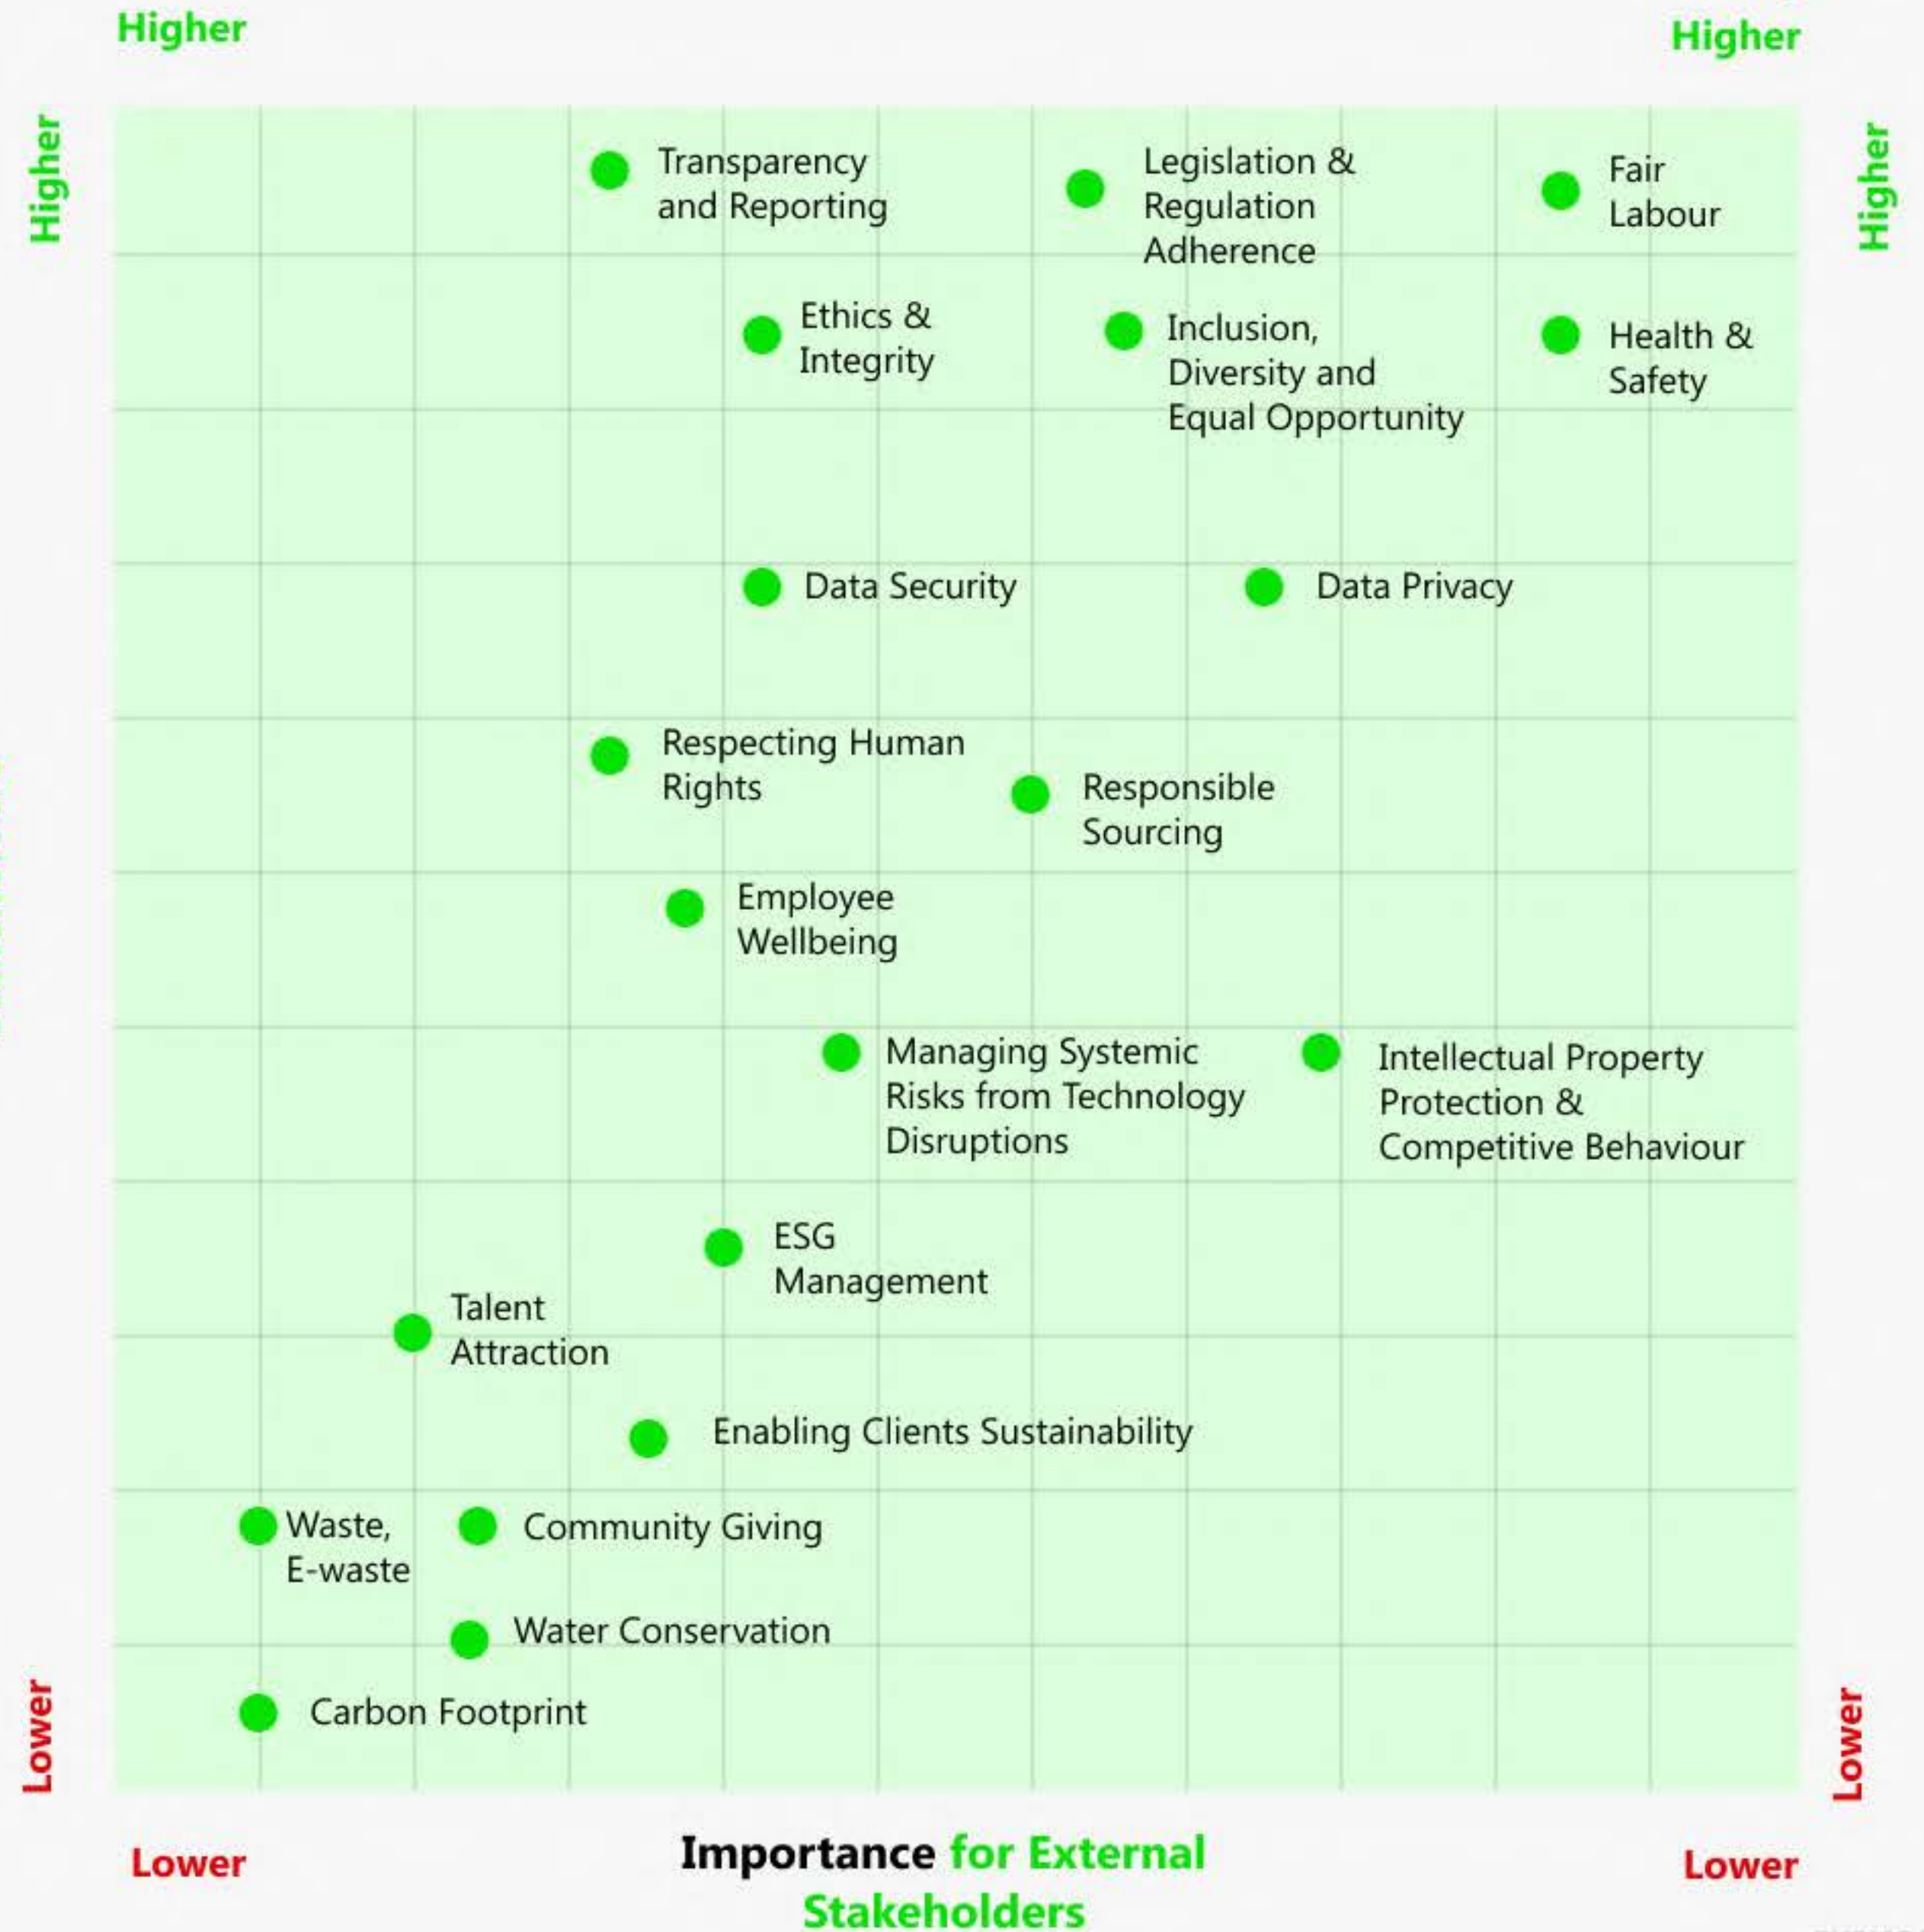 Higher
Higher
Higher
Higher
Transparency
and Reporting
Legislation &
Regulation
Adherence
Fair
Labour
Ethics &
Integrity
Inclusion,
Diversity and
Equal Opportunity
Health &
Safety
Data Security
Data Privacy
Respecting Human
Rights
Responsible
Sourcing
Employee
Wellbeing
Managing Systemic
Risks from Technology
Disruptions
Intellectual Property
Protection &
Competitive Behaviour
ESG
Management
Talent
Attraction
Enabling Clients Sustainability
Waste,
E-waste
Community Giving
Water Conservation
Carbon Footprint
Lower
Lower
Lower
Importance for External
Stakeholders
Lower